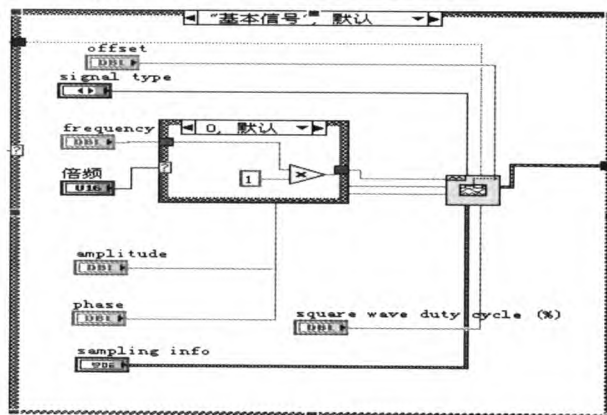 "基本信号", 默认
offset
DBL
signal type
frequency
DBL
0, 默认
?
?
倍频
U16
1
×
amplitude
DBL
phase
DBL
square wave duty cycle (%)
DBL
sampling info